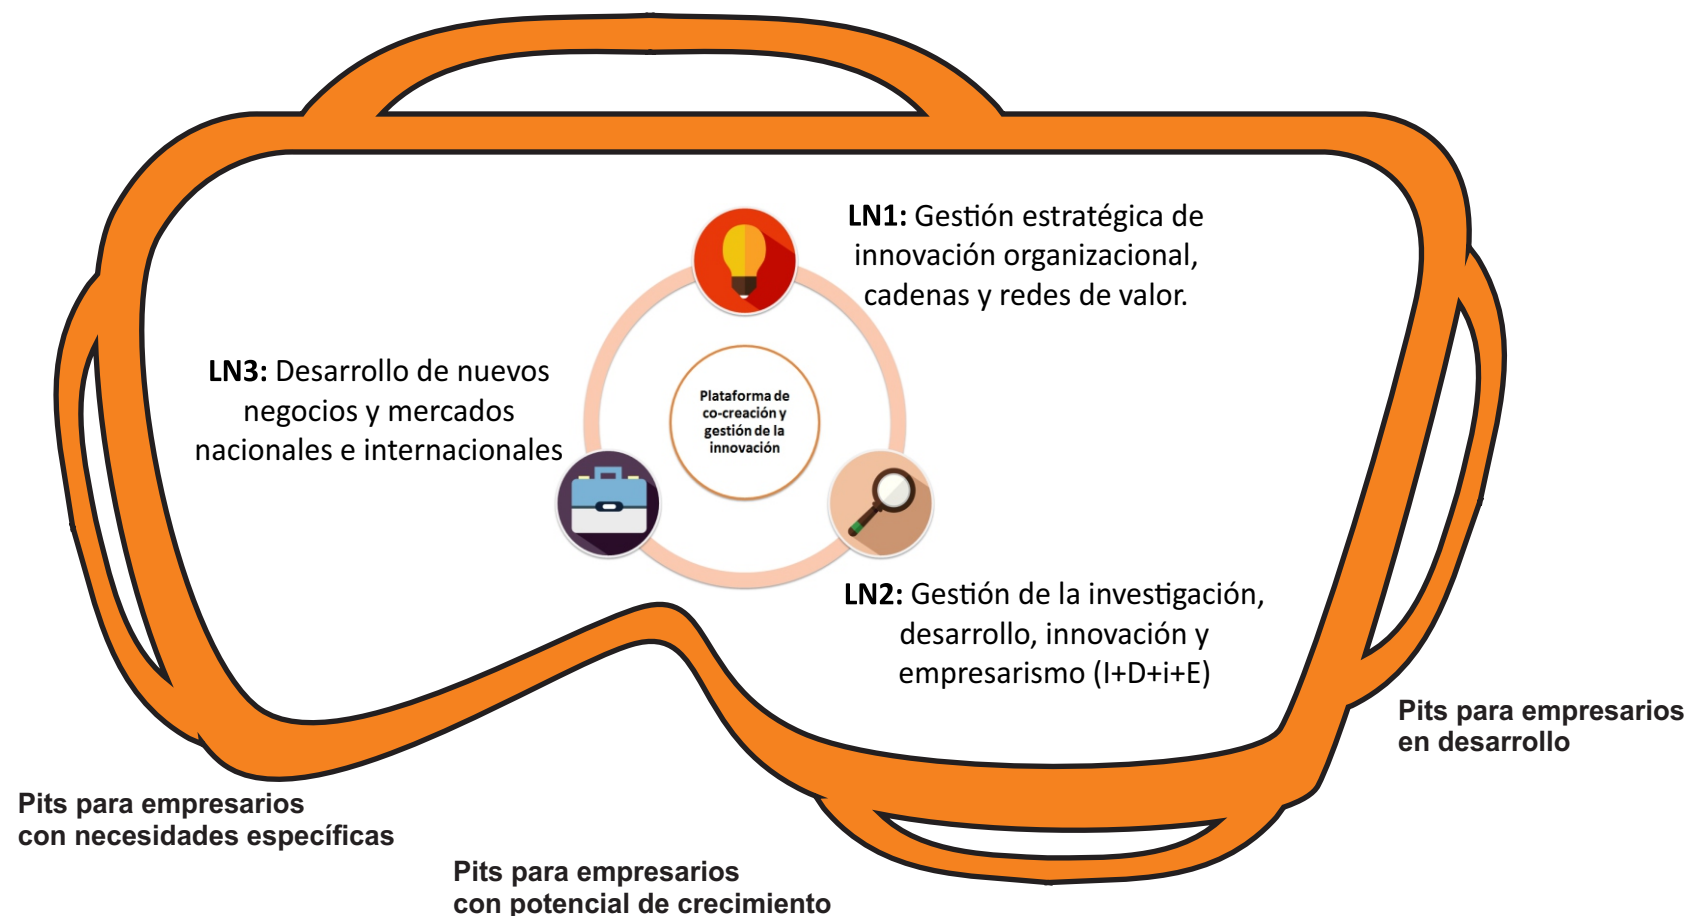 LN1: Gestión estratégica de
innovación organizacional,
cadenas y redes de valor.
LN3: Desarrollo de nuevos
negocios y mercados
nacionales e internacionales
Plataforma de
co-creación y
gestión de la
innovación
LN2: Gestión de la investigación,
desarrollo, innovación y
empresarismo (I+D+i+E)
Pits para empresarios
en desarrollo
Pits para empresarios
con necesidades específicas
Pits para empresarios
con potencial de crecimiento